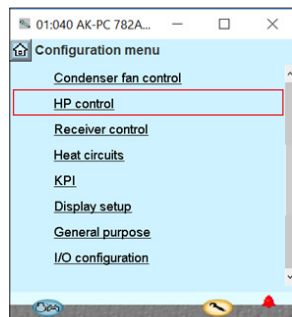 01:040 AK-PC 782A...
Configuration menu
Condenser fan control
HP control
Receiver control
Heat circuits
KPI
Display setup
General purpose
I/O configuration